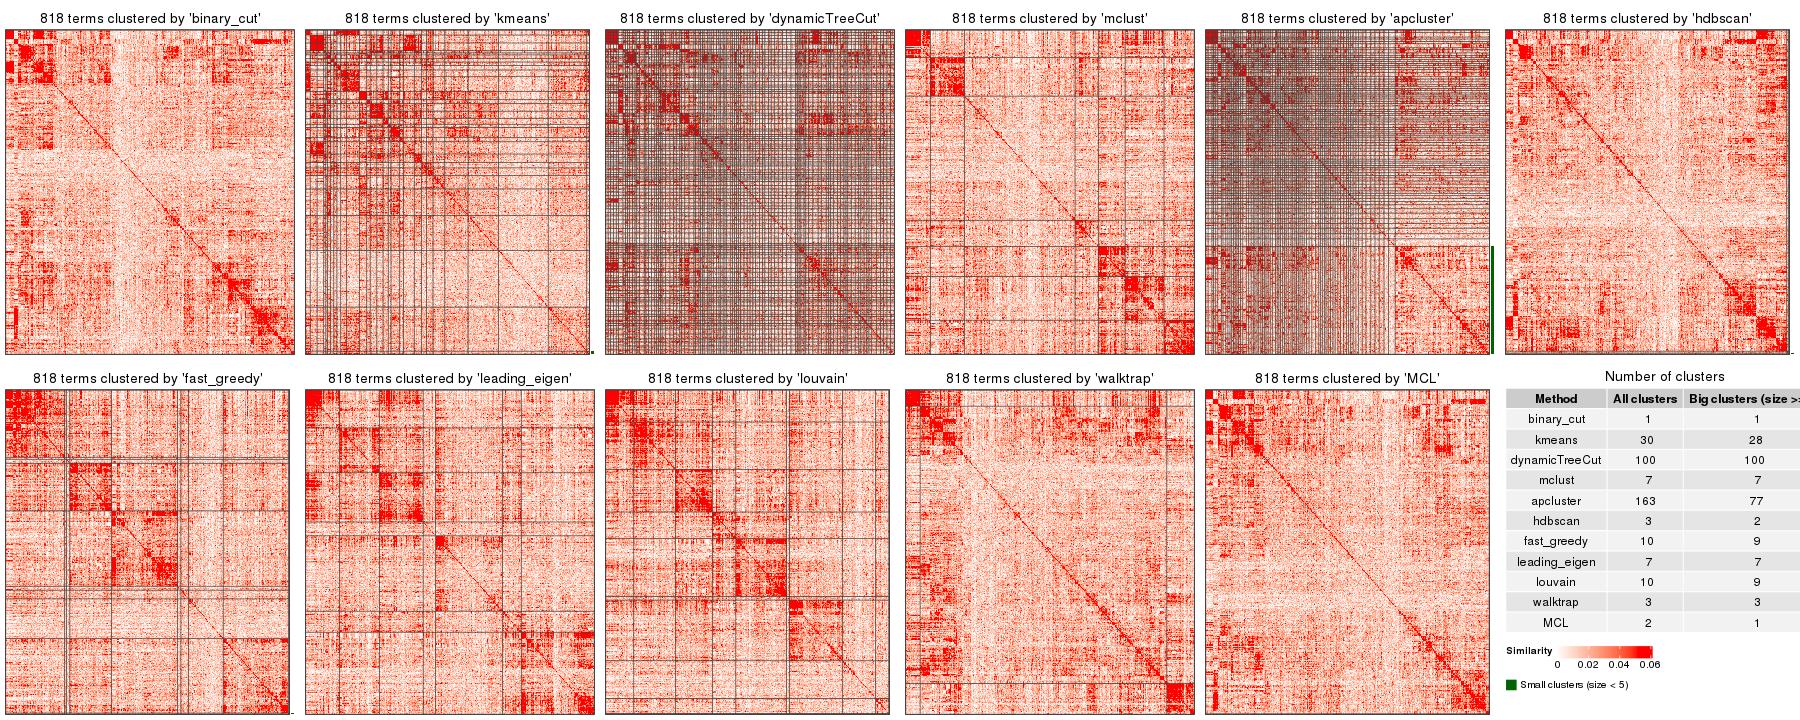 818 terms clustered by 'binary_cut'
818 terms clustered by 'kmeans'
818 terms clustered by 'dynamicTreeCut'
818 terms clustered by 'mclust'
818 terms clustered by 'apcluster'
818 terms clustered by 'hdbscan'
818 terms clustered by 'fast_greedy'
818 terms clustered by 'leading_eigen'
818 terms clustered by 'louvain'
818 terms clustered by 'walktrap'
818 terms clustered by 'MCL'
Number of clusters
Method All clusters Big clusters (size >=
binary_cut 1 1
kmeans 30 28
dynamicTreeCut 100 100
mclust 7 7
apcluster 163 77
hdbscan 3 2
fast_greedy 10 9
leading_eigen 7 7
louvain 10 9
walktrap 3 3
MCL 2 1
Similarity
0 0.02 0.04 0.06
Small clusters (size < 5)